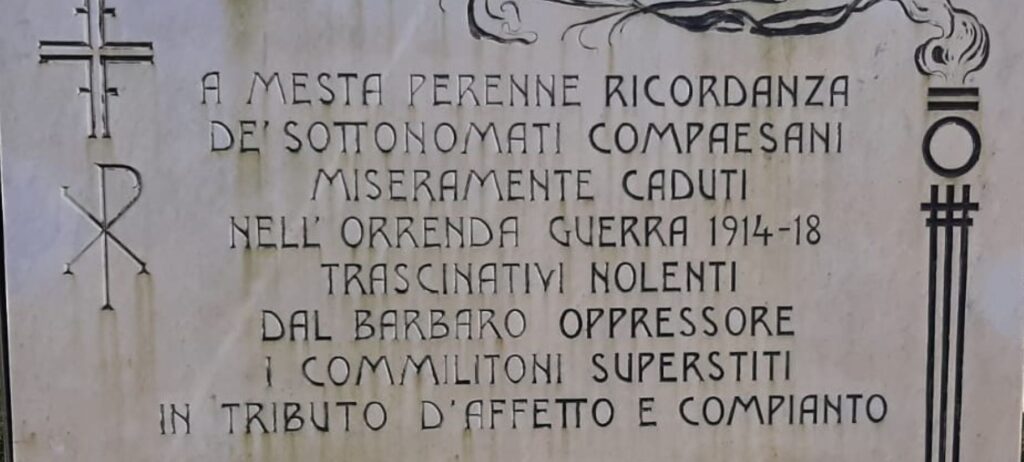 A MESTA PERENNE RICORDANZA
DE' SOTTONOMATI COMPAESANI
MISERAMENTE CADUTI
NELL' ORRENDA GUERRA 1914-18
TRASCINATIVI NOLENTI
DAL BARBARO OPPRESSORE
I COMMILITONI SUPERSTITI
IN TRIBUTO D'AFFETTO E COMPIANTO